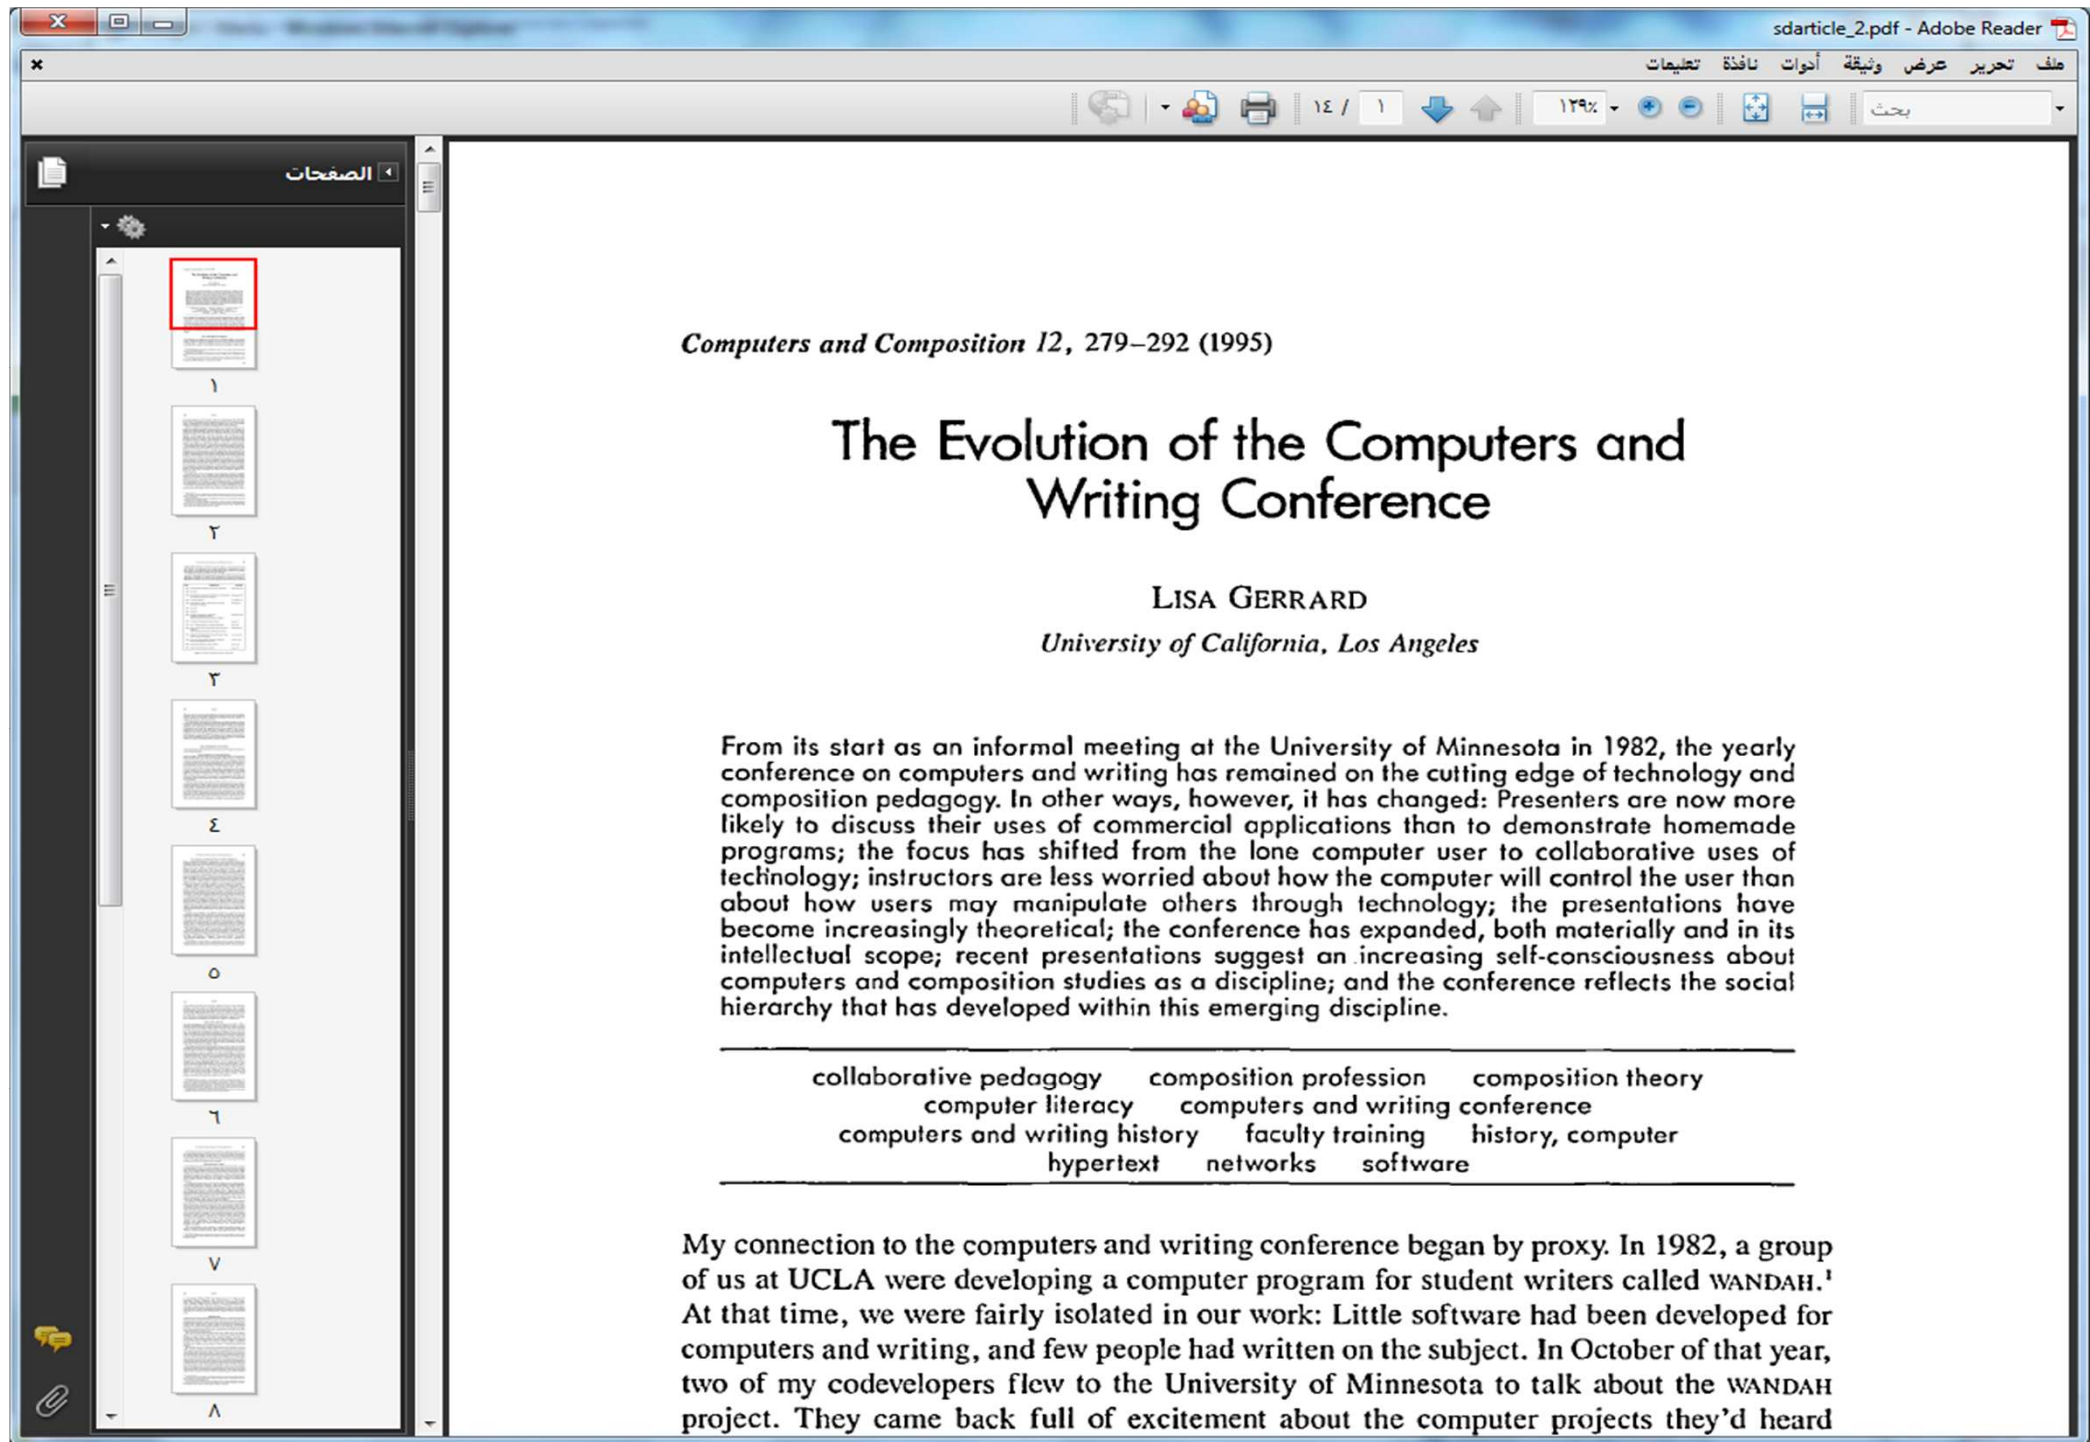 sdarticle_2.pdf - Adobe Reader
ملف تحرير عرض وثيقة أدوات نافذة تعليمات
بحث ١٣٩% ١ / ١٤
الصفحات
١
٢
٣
٤
٥
٦
٧
٨
Computers and Composition 12, 279–292 (1995)
The Evolution of the Computers and
Writing Conference
LISA GERRARD
University of California, Los Angeles
From its start as an informal meeting at the University of Minnesota in 1982, the yearly
conference on computers and writing has remained on the cutting edge of technology and
composition pedagogy. In other ways, however, it has changed: Presenters are now more
likely to discuss their uses of commercial applications than to demonstrate homemade
programs; the focus has shifted from the lone computer user to collaborative uses of
technology; instructors are less worried about how the computer will control the user than
about how users may manipulate others through technology; the presentations have
become increasingly theoretical; the conference has expanded, both materially and in its
intellectual scope; recent presentations suggest an increasing self-consciousness about
computers and composition studies as a discipline; and the conference reflects the social
hierarchy that has developed within this emerging discipline.
collaborative pedagogy composition profession composition theory
computer literacy computers and writing conference
computers and writing history faculty training history, computer
hypertext networks software
My connection to the computers and writing conference began by proxy. In 1982, a group
of us at UCLA were developing a computer program for student writers called WANDAH.¹
At that time, we were fairly isolated in our work: Little software had been developed for
computers and writing, and few people had written on the subject. In October of that year,
two of my codevelopers flew to the University of Minnesota to talk about the WANDAH
project. They came back full of excitement about the computer projects they'd heard